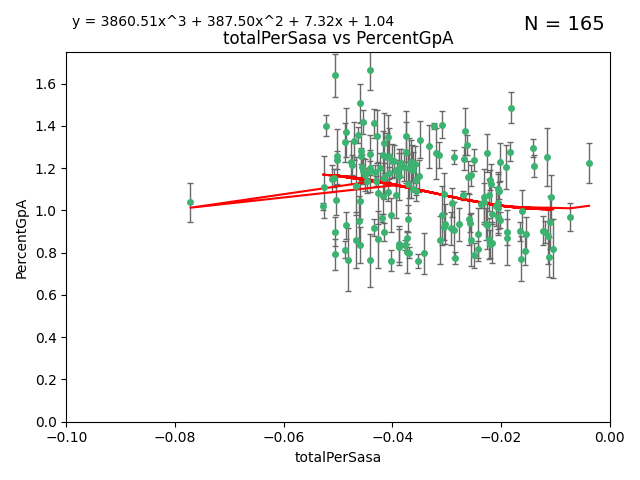 y = 3860.51x^3 + 387.50x^2 + 7.32x + 1.04
N = 165
totalPerSasa vs PercentGpA
1.6
1.4
1.2
1.0
0.8
0.6
0.4
0.2
0.0
PercentGpA
−0.10 −0.08 −0.06 −0.04 −0.02 0.00
totalPerSasa